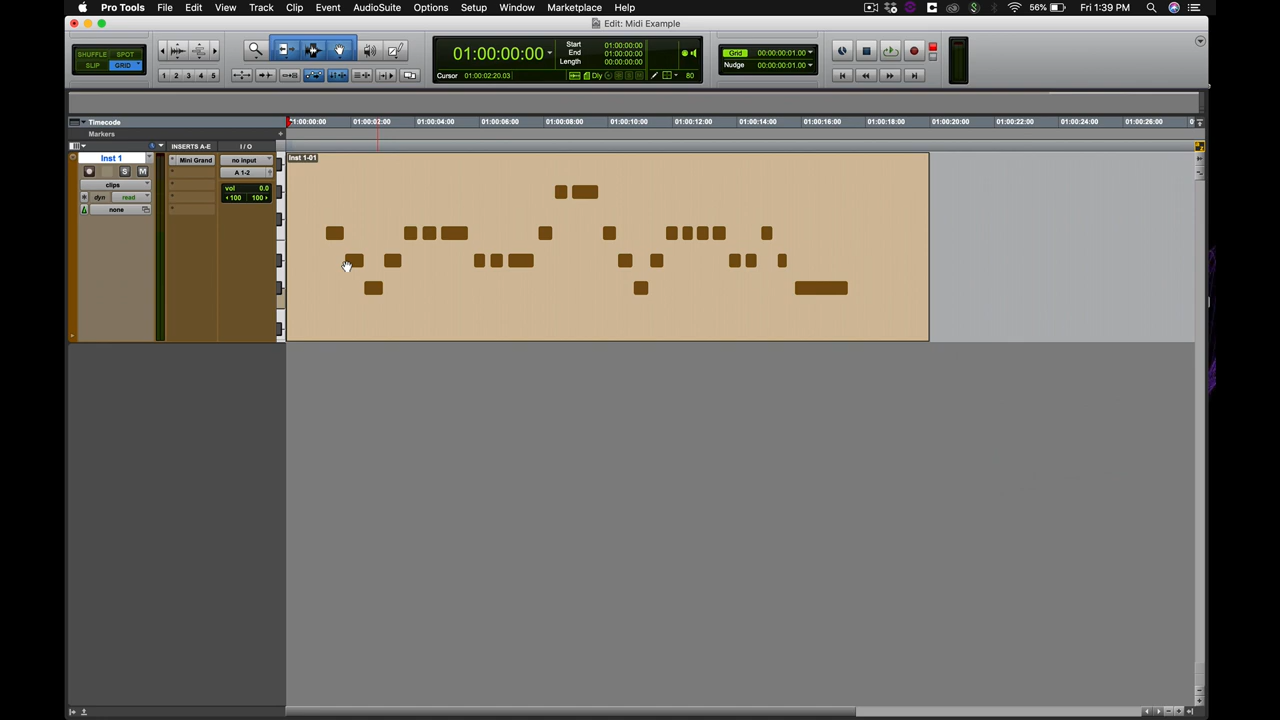 Pro Tools File Edit View Track Clip Event AudioSuite Options Setup Window Marketplace Help 56% Fri 1:39 PM
Edit: Midi Example
SHUFFLE SPOT
SLIP GRID
1 2 3 4 5
01:00:00:00
Start 01:00:00:00
End 01:00:00:00
Length 00:00:00:00
Cursor 01:00:02:20.03 Dly 80
Grid 00:00:00:01.00
Nudge 00:00:00:01.00
Timecode 1:00:00:00 01:00:02:00 01:00:04:00 01:00:06:00 01:00:08:00 01:00:10:00 01:00:12:00 01:00:14:00 01:00:16:00 01:00:18:00 01:00:20:00 01:00:22:00 01:00:24:00 01:00:26:00
Markers
INSERTS A-E I / O
Inst 1 Mini Grand no input Inst 1-01
S M A 1-2
clips
vol 0.0
dyn read 100 100
none